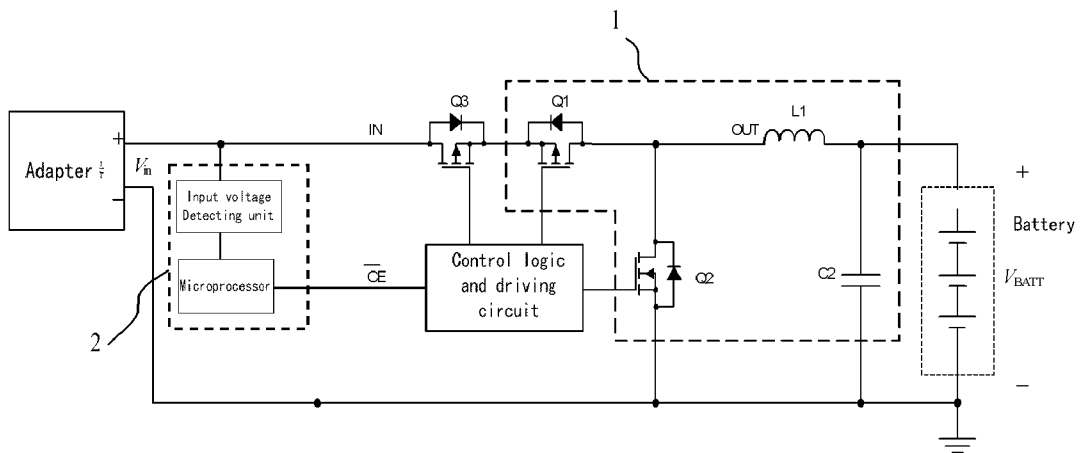 1
Q3
Q1
IN
OUT
L1
Adapter
+
−
Vin
Input voltage
Detecting unit
Microprocessor
2
CE
Control logic
and driving
circuit
Q2
C2
+
Battery
VBATT
−